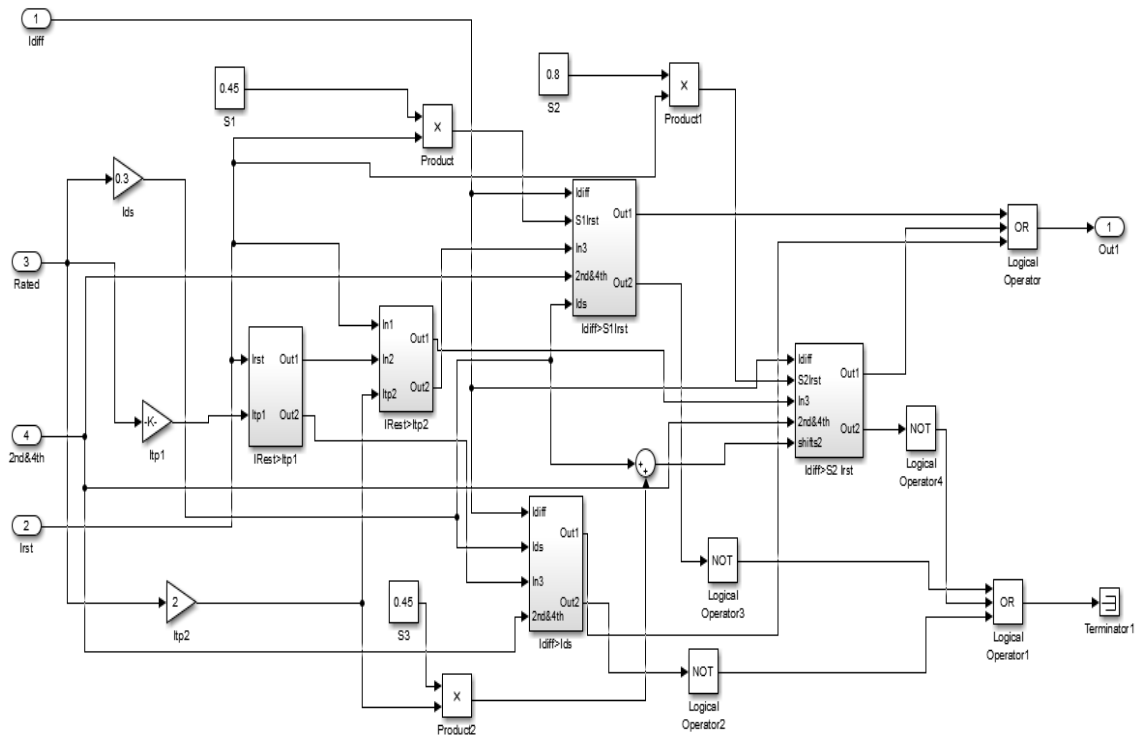 1
Idiff
0.45
S1
0.8
S2
X
Product
X
Product1
0.3
Ids
Idiff
S1Irst
In3
2nd&4th
Ids
Out1
Out2
Idiff>S1Irst
OR
Logical
Operator
1
Out1
3
Rated
In1
In2
Itp2
Out1
Out2
IRest>Itp2
Irst
Itp1
Out1
Out2
IRest>Itp1
-K-
Itp1
4
2nd&4th
Idiff
S2Irst
In3
2nd&4th
shifts2
Out1
Out2
Idiff>S2 Irst
NOT
Logical
Operator4
+
+
2
Irst
Idiff
Ids
In3
2nd&4th
Out1
Out2
Idiff>Ids
NOT
Logical
Operator3
2
Itp2
0.45
S3
OR
Logical
Operator1
Terminator1
X
Product2
NOT
Logical
Operator2